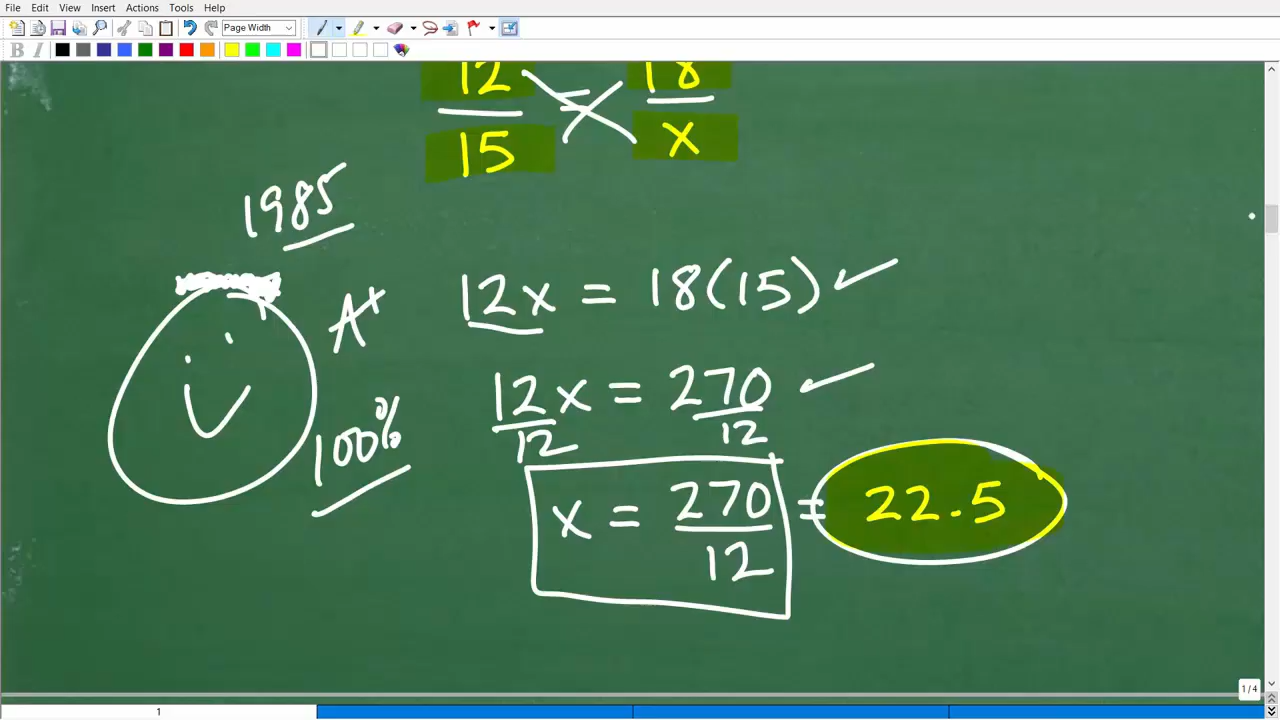 File Edit View Insert Actions Tools Help
Page Width
B I
12 = 18
15 x
1985
12x = 18(15)
A+
12x = 270
12 12
100%
x = 270 = 22.5
12
1/4
1